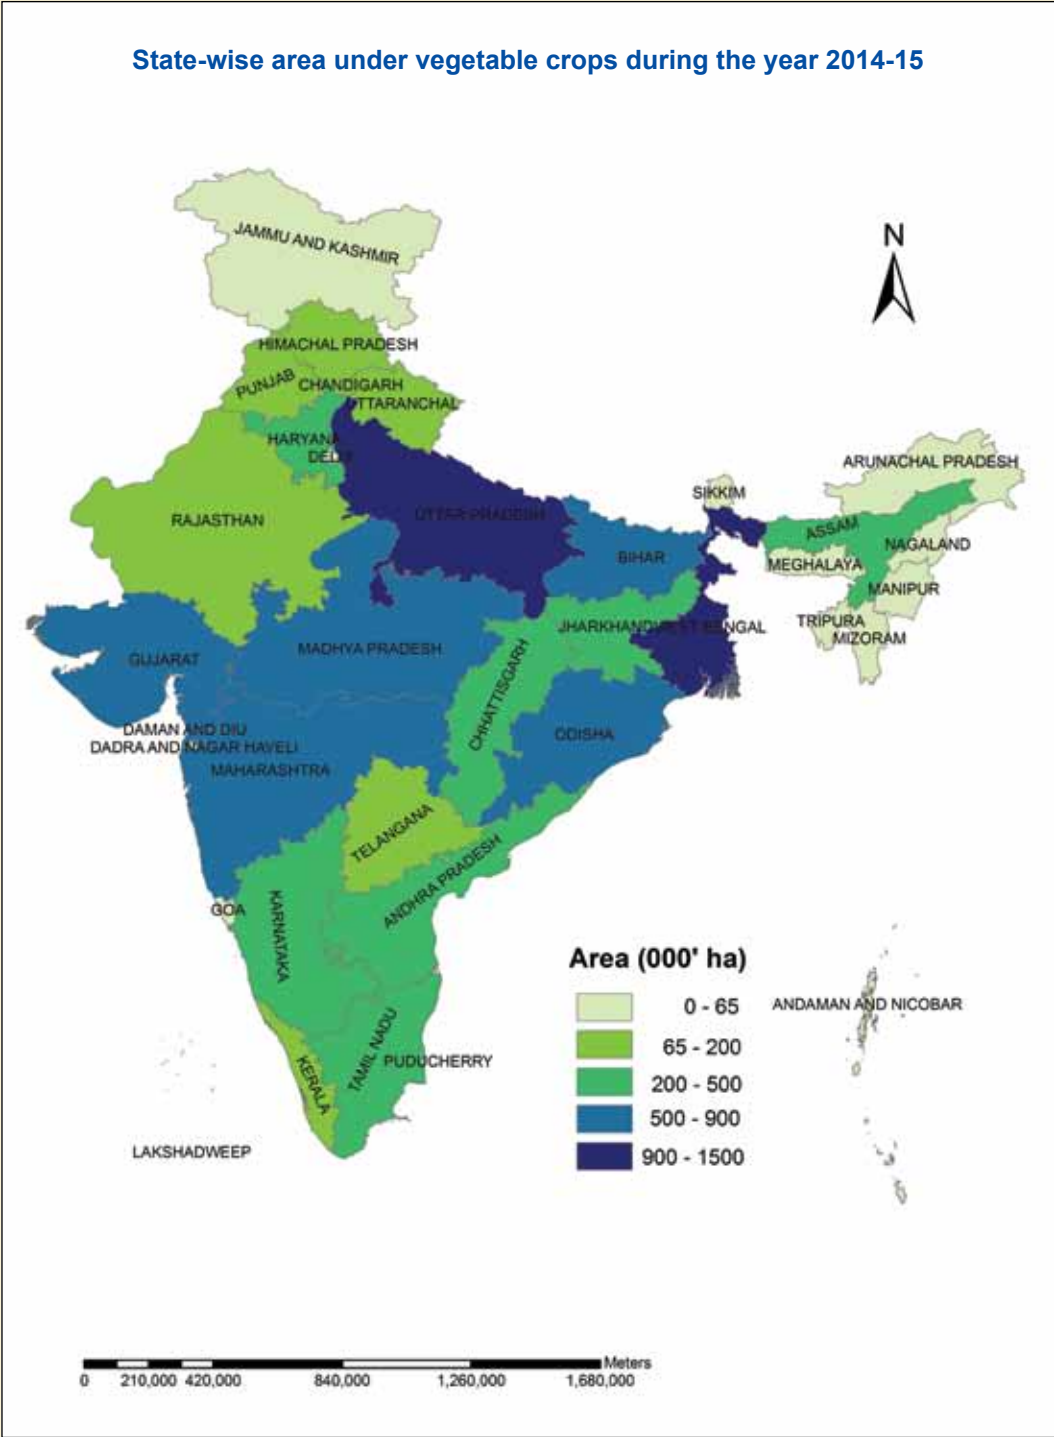 State-wise area under vegetable crops during the year 2014-15
JAMMU AND KASHMIR
N
HIMACHAL PRADESH
PUNJAB
CHANDIGARH
UTTARANCHAL
HARYANA
DELHI
ARUNACHAL PRADESH
SIKKIM
RAJASTHAN
UTTAR PRADESH
ASSAM
NAGALAND
BIHAR
MEGHALAYA
MANIPUR
TRIPURA
MIZORAM
JHARKHAND
WEST BENGAL
GUJARAT
MADHYA PRADESH
CHHATTISGARH
DAMAN AND DIU
DADRA AND NAGAR HAVELI
ODISHA
MAHARASHTRA
TELANGANA
ANDHRA PRADESH
GOA
KARNATAKA
Area (000' ha)
0 - 65
65 - 200
200 - 500
500 - 900
900 - 1500
ANDAMAN AND NICOBAR
TAMIL NADU
PUDUCHERRY
KERALA
LAKSHADWEEP
Meters
0 210,000 420,000 840,000 1,260,000 1,680,000